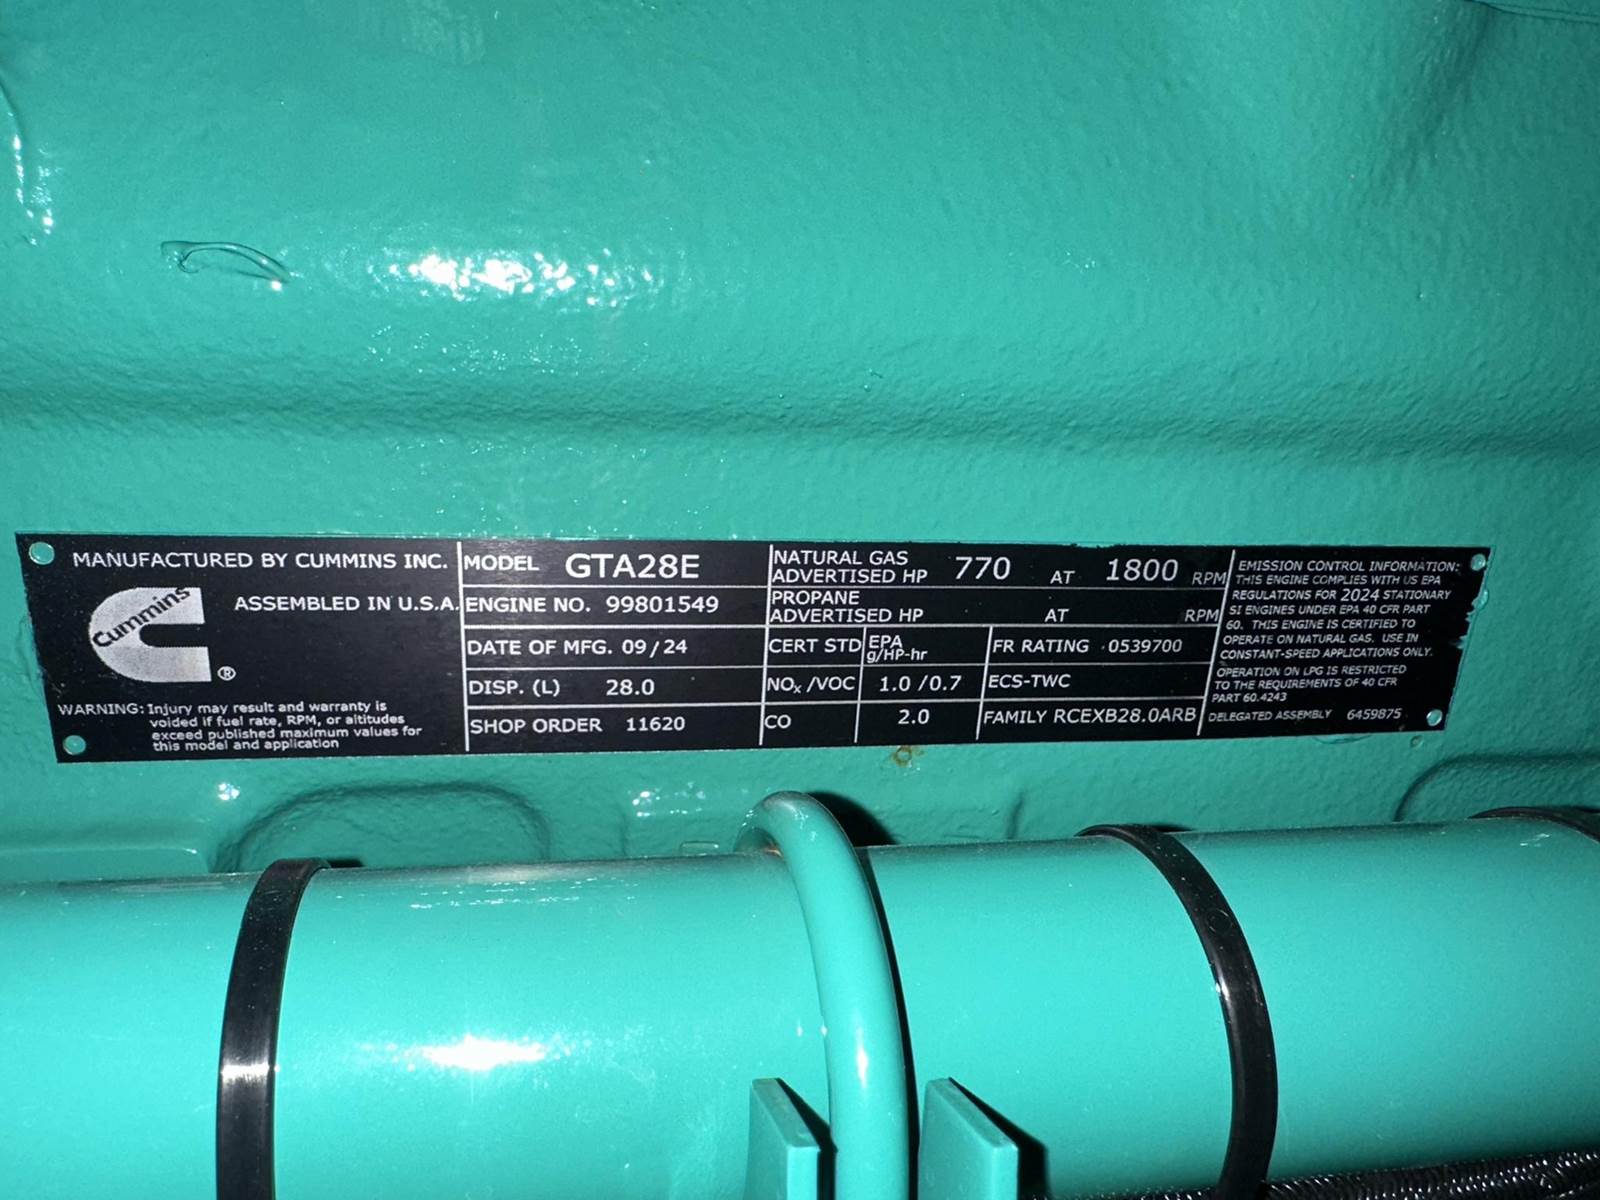 MANUFACTURED BY CUMMINS INC.
Cummins
®
ASSEMBLED IN U.S.A.
WARNING: Injury may result and warranty is
voided if fuel rate, RPM, or altitudes
exceed published maximum values for
this model and application
MODEL GTA28E
ENGINE NO. 99801549
DATE OF MFG. 09/24
DISP. (L) 28.0
SHOP ORDER 11620
NATURAL GAS
ADVERTISED HP 770 AT 1800 RPM
PROPANE
ADVERTISED HP AT RPM
CERT STD EPA
g/HP-hr
NOx /VOC 1.0 /0.7
CO 2.0
FR RATING 0539700
ECS-TWC
FAMILY RCEXB28.0ARB
EMISSION CONTROL INFORMATION:
THIS ENGINE COMPLIES WITH US EPA
REGULATIONS FOR 2024 STATIONARY
SI ENGINES UNDER EPA 40 CFR PART
60. THIS ENGINE IS CERTIFIED TO
OPERATE ON NATURAL GAS. USE IN
CONSTANT-SPEED APPLICATIONS ONLY.
OPERATION ON LPG IS RESTRICTED
TO THE REQUIREMENTS OF 40 CFR
PART 60.4243
DELEGATED ASSEMBLY 6459875